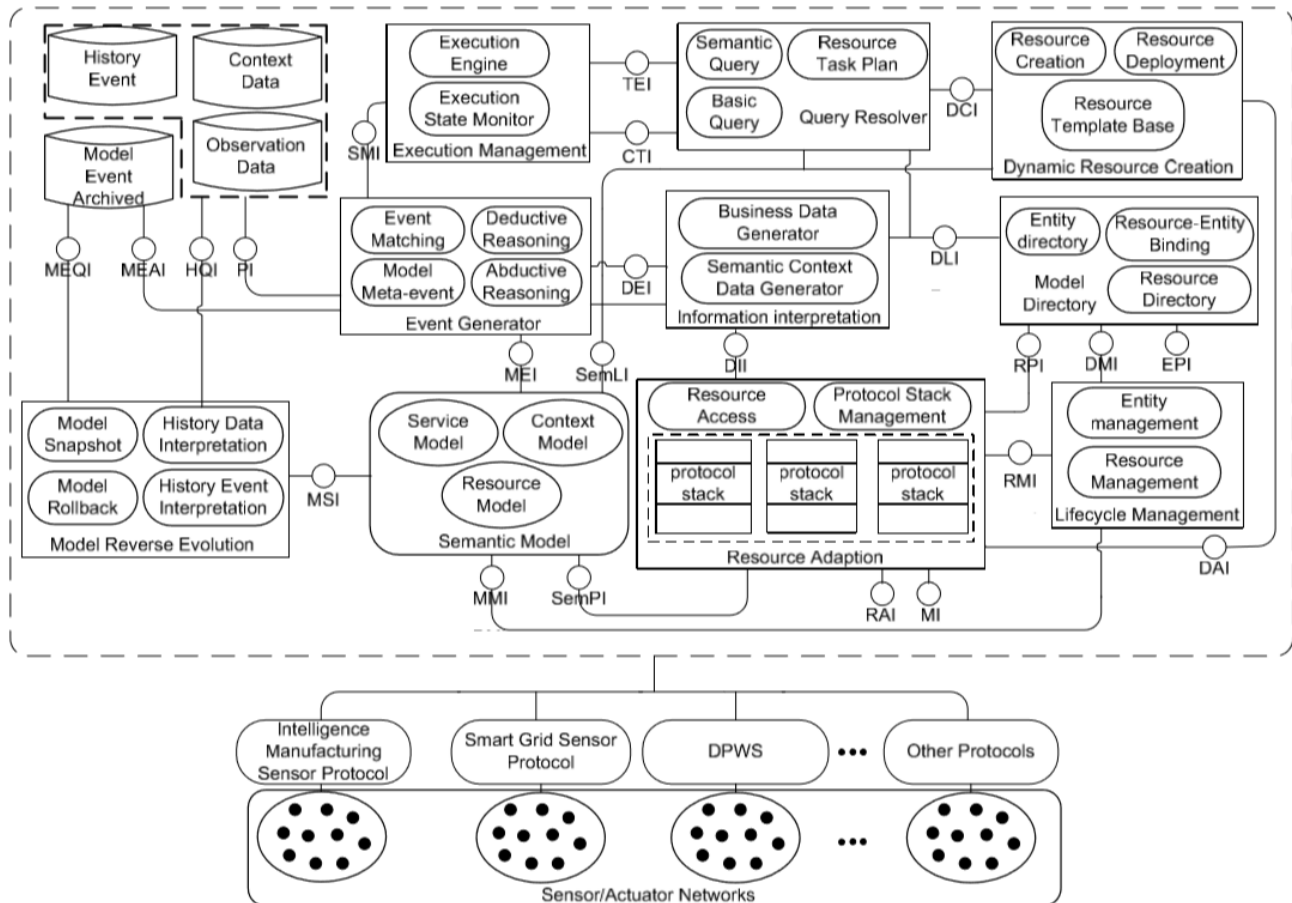 History
Event
Context
Data
Model
Event
Archived
Observation
Data
Execution
Engine
Execution
State Monitor
Execution Management
SMI
TEI
CTI
Semantic
Query
Resource
Task Plan
Basic
Query
Query Resolver
DCI
Resource
Creation
Resource
Deployment
Resource
Template Base
Dynamic Resource Creation
MEQI
MEAI
HQI
PI
Event
Matching
Deductive
Reasoning
Model
Meta-event
Abductive
Reasoning
Event Generator
DEI
Business Data
Generator
Semantic Context
Data Generator
Information interpretation
DLI
Entity
directory
Resource-Entity
Binding
Model
Directory
Resource
Directory
MEI
SemLI
DII
RPI
DMI
EPI
Model
Snapshot
History Data
Interpretation
Model
Rollback
History Event
Interpretation
Model Reverse Evolution
MSI
Service
Model
Context
Model
Resource
Model
Semantic Model
Resource
Access
Protocol Stack
Management
protocol
stack
protocol
stack
protocol
stack
Resource Adaption
RMI
Entity
management
Resource
Management
Lifecycle Management
DAI
MMI
SemPI
RAI
MI
Intelligence
Manufacturing
Sensor Protocol
Smart Grid Sensor
Protocol
DPWS
Other Protocols
Sensor/Actuator Networks